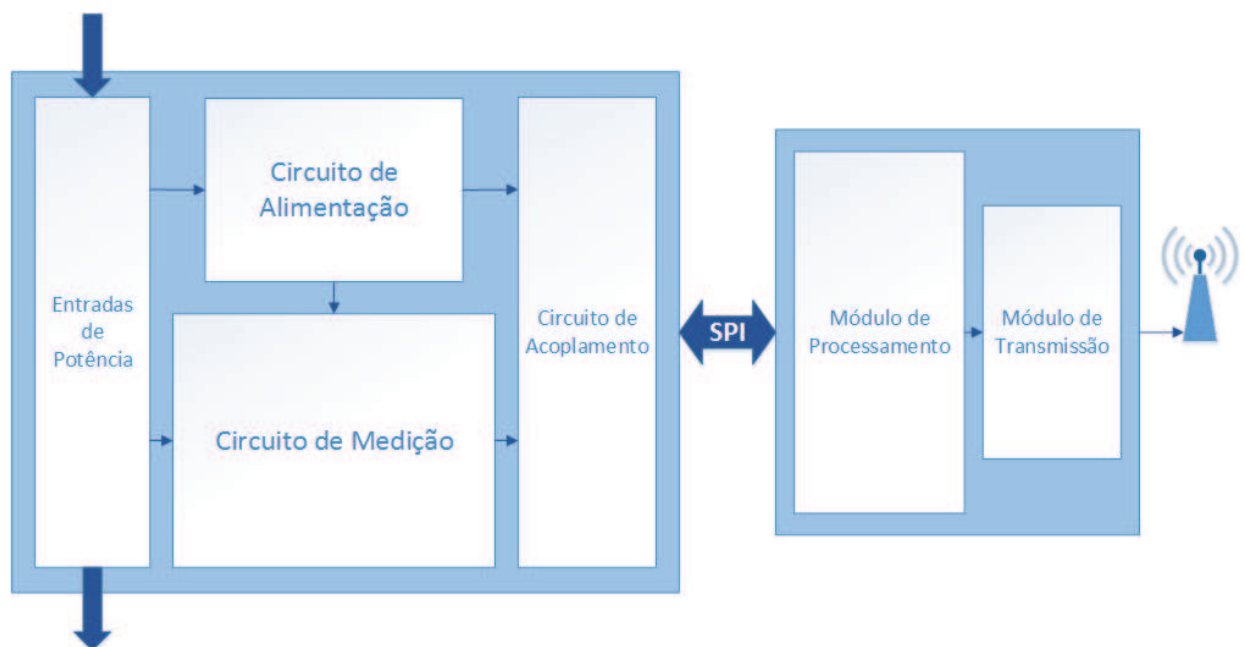 Circuito de
Alimentação
Entradas
de
Potência
Circuito de Medição
Circuito de
Acoplamento
SPI
Módulo de
Processamento
Módulo de
Transmissão